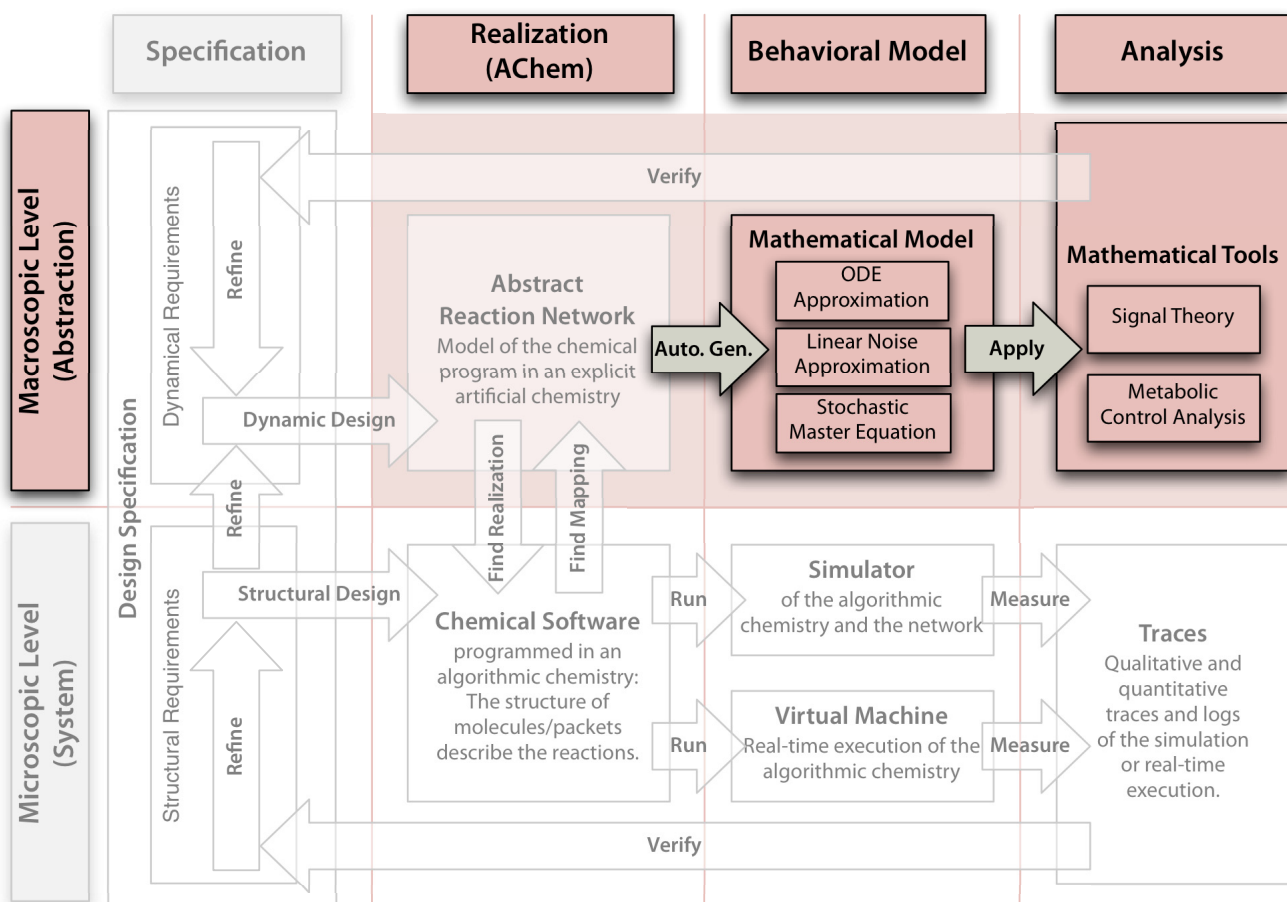 Specification
Realization
(AChem)
Behavioral Model
Analysis
Macroscopic Level
(Abstraction)
Design Specification
Dynamical Requirements
Refine
Verify
Abstract
Reaction Network
Model of the chemical
program in an explicit
artificial chemistry
Auto. Gen.
Mathematical Model
ODE
Approximation
Linear Noise
Approximation
Stochastic
Master Equation
Apply
Mathematical Tools
Signal Theory
Metabolic
Control Analysis
Dynamic Design
Refine
Find Realization
Find Mapping
Microscopic Level
(System)
Structural Requirements
Refine
Structural Design
Chemical Software
programmed in an
algorithmic chemistry:
The structure of
molecules/packets
describe the reactions.
Run
Simulator
of the algorithmic
chemistry and the network
Measure
Run
Virtual Machine
Real-time execution of the
algorithmic chemistry
Measure
Traces
Qualitative and
quantitative
traces and logs
of the simulation
or real-time
execution.
Verify